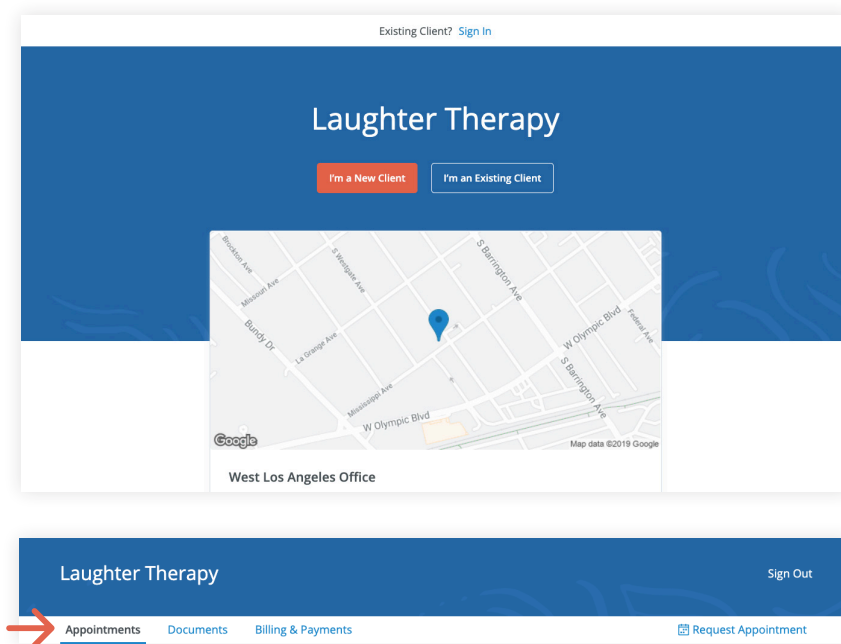 Existing Client? Sign In
Laughter Therapy
I'm a New Client
I'm an Existing Client
Brockton Ave
S Westgate Ave
S Barrington Ave
Missouri Ave
Bundy Dr
La Grange Ave
W Olympic Blvd
Federal Ave
S Barrington Ave
Mississippi Ave
W Olympic Blvd
Google
Map data ©2019 Google
West Los Angeles Office
Laughter Therapy
Sign Out
Appointments Documents Billing & Payments Request Appointment